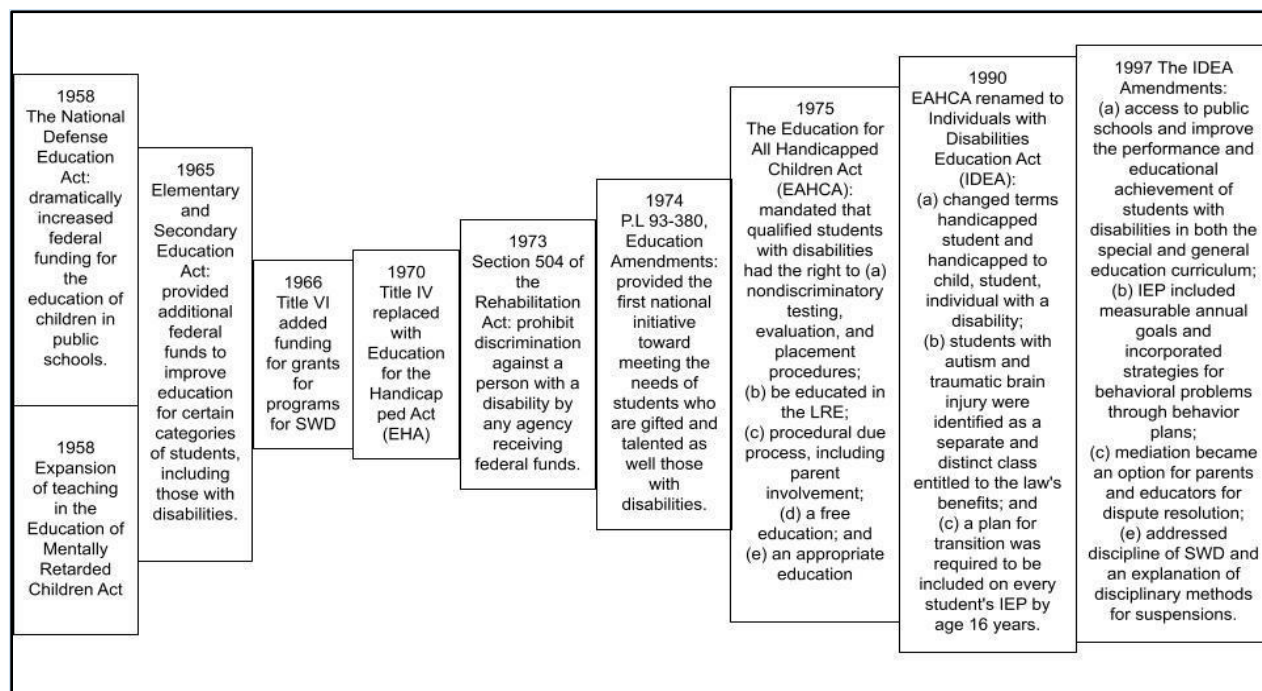 1958
The National
Defense
Education
Act:
dramatically
increased
federal
funding for
the
education of
children in
public
schools.
1958
Expansion
of teaching
in the
Education of
Mentally
Retarded
Children Act
1965
Elementary
and
Secondary
Education
Act:
provided
additional
federal
funds to
improve
education
for certain
categories
of students,
including
those with
disabilities.
1966
Title VI
added
funding
for grants
for
programs
for SWD
1970
Title IV
replaced
with
Education
for the
Handicap
ped Act
(EHA)
1973
Section 504 of
the
Rehabilitation
Act: prohibit
discrimination
against a
person with a
disability by
any agency
receiving
federal funds.
1974
P.L 93-380,
Education
Amendments:
provided the
first national
initiative
toward
meeting the
needs of
students who
are gifted and
talented as
well those
with
disabilities.
1975
The Education for
All Handicapped
Children Act
(EAHCA):
mandated that
qualified students
with disabilities
had the right to (a)
nondiscriminatory
testing,
evaluation, and
placement
procedures;
(b) be educated in
the LRE;
(c) procedural due
process, including
parent
involvement;
(d) a free
education; and
(e) an appropriate
education
1990
EAHCA renamed to
Individuals with
Disabilities
Education Act
(IDEA):
(a) changed terms
handicapped
student and
handicapped to
child, student,
individual with a
disability;
(b) students with
autism and
traumatic brain
injury were
identified as a
separate and
distinct class
entitled to the law's
benefits; and
(c) a plan for
transition was
required to be
included on every
student's IEP by
age 16 years.
1997 The IDEA
Amendments:
(a) access to public
schools and improve
the performance and
educational
achievement of
students with
disabilities in both the
special and general
education curriculum;
(b) IEP included
measurable annual
goals and
incorporated
strategies for
behavioral problems
through behavior
plans;
(c) mediation became
an option for parents
and educators for
dispute resolution;
(e) addressed
discipline of SWD and
an explanation of
disciplinary methods
for suspensions.